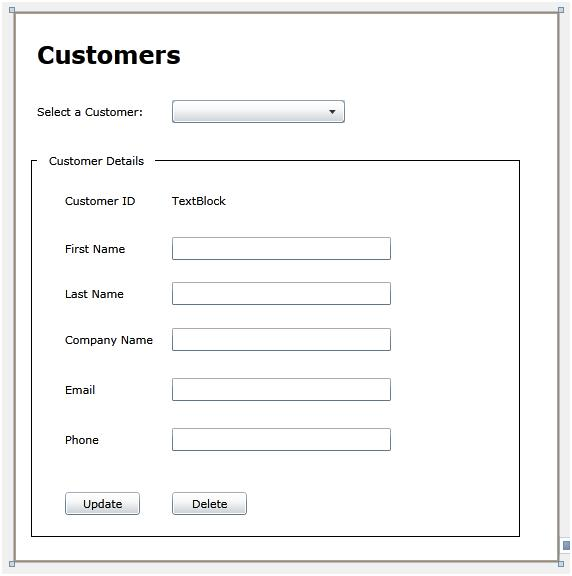 Customers
Select a Customer:
Customer Details
Customer ID TextBlock
First Name
Last Name
Company Name
Email
Phone
Update Delete